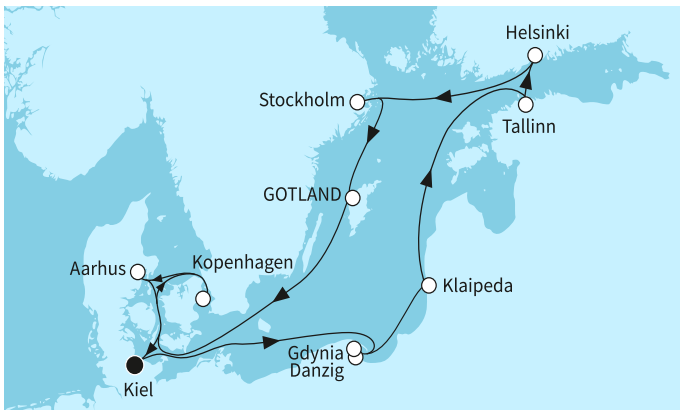 Helsinki
Stockholm
Tallinn
GOTLAND
Kopenhagen
Aarhus
Klaipeda
Gdynia
Danzig
Kiel